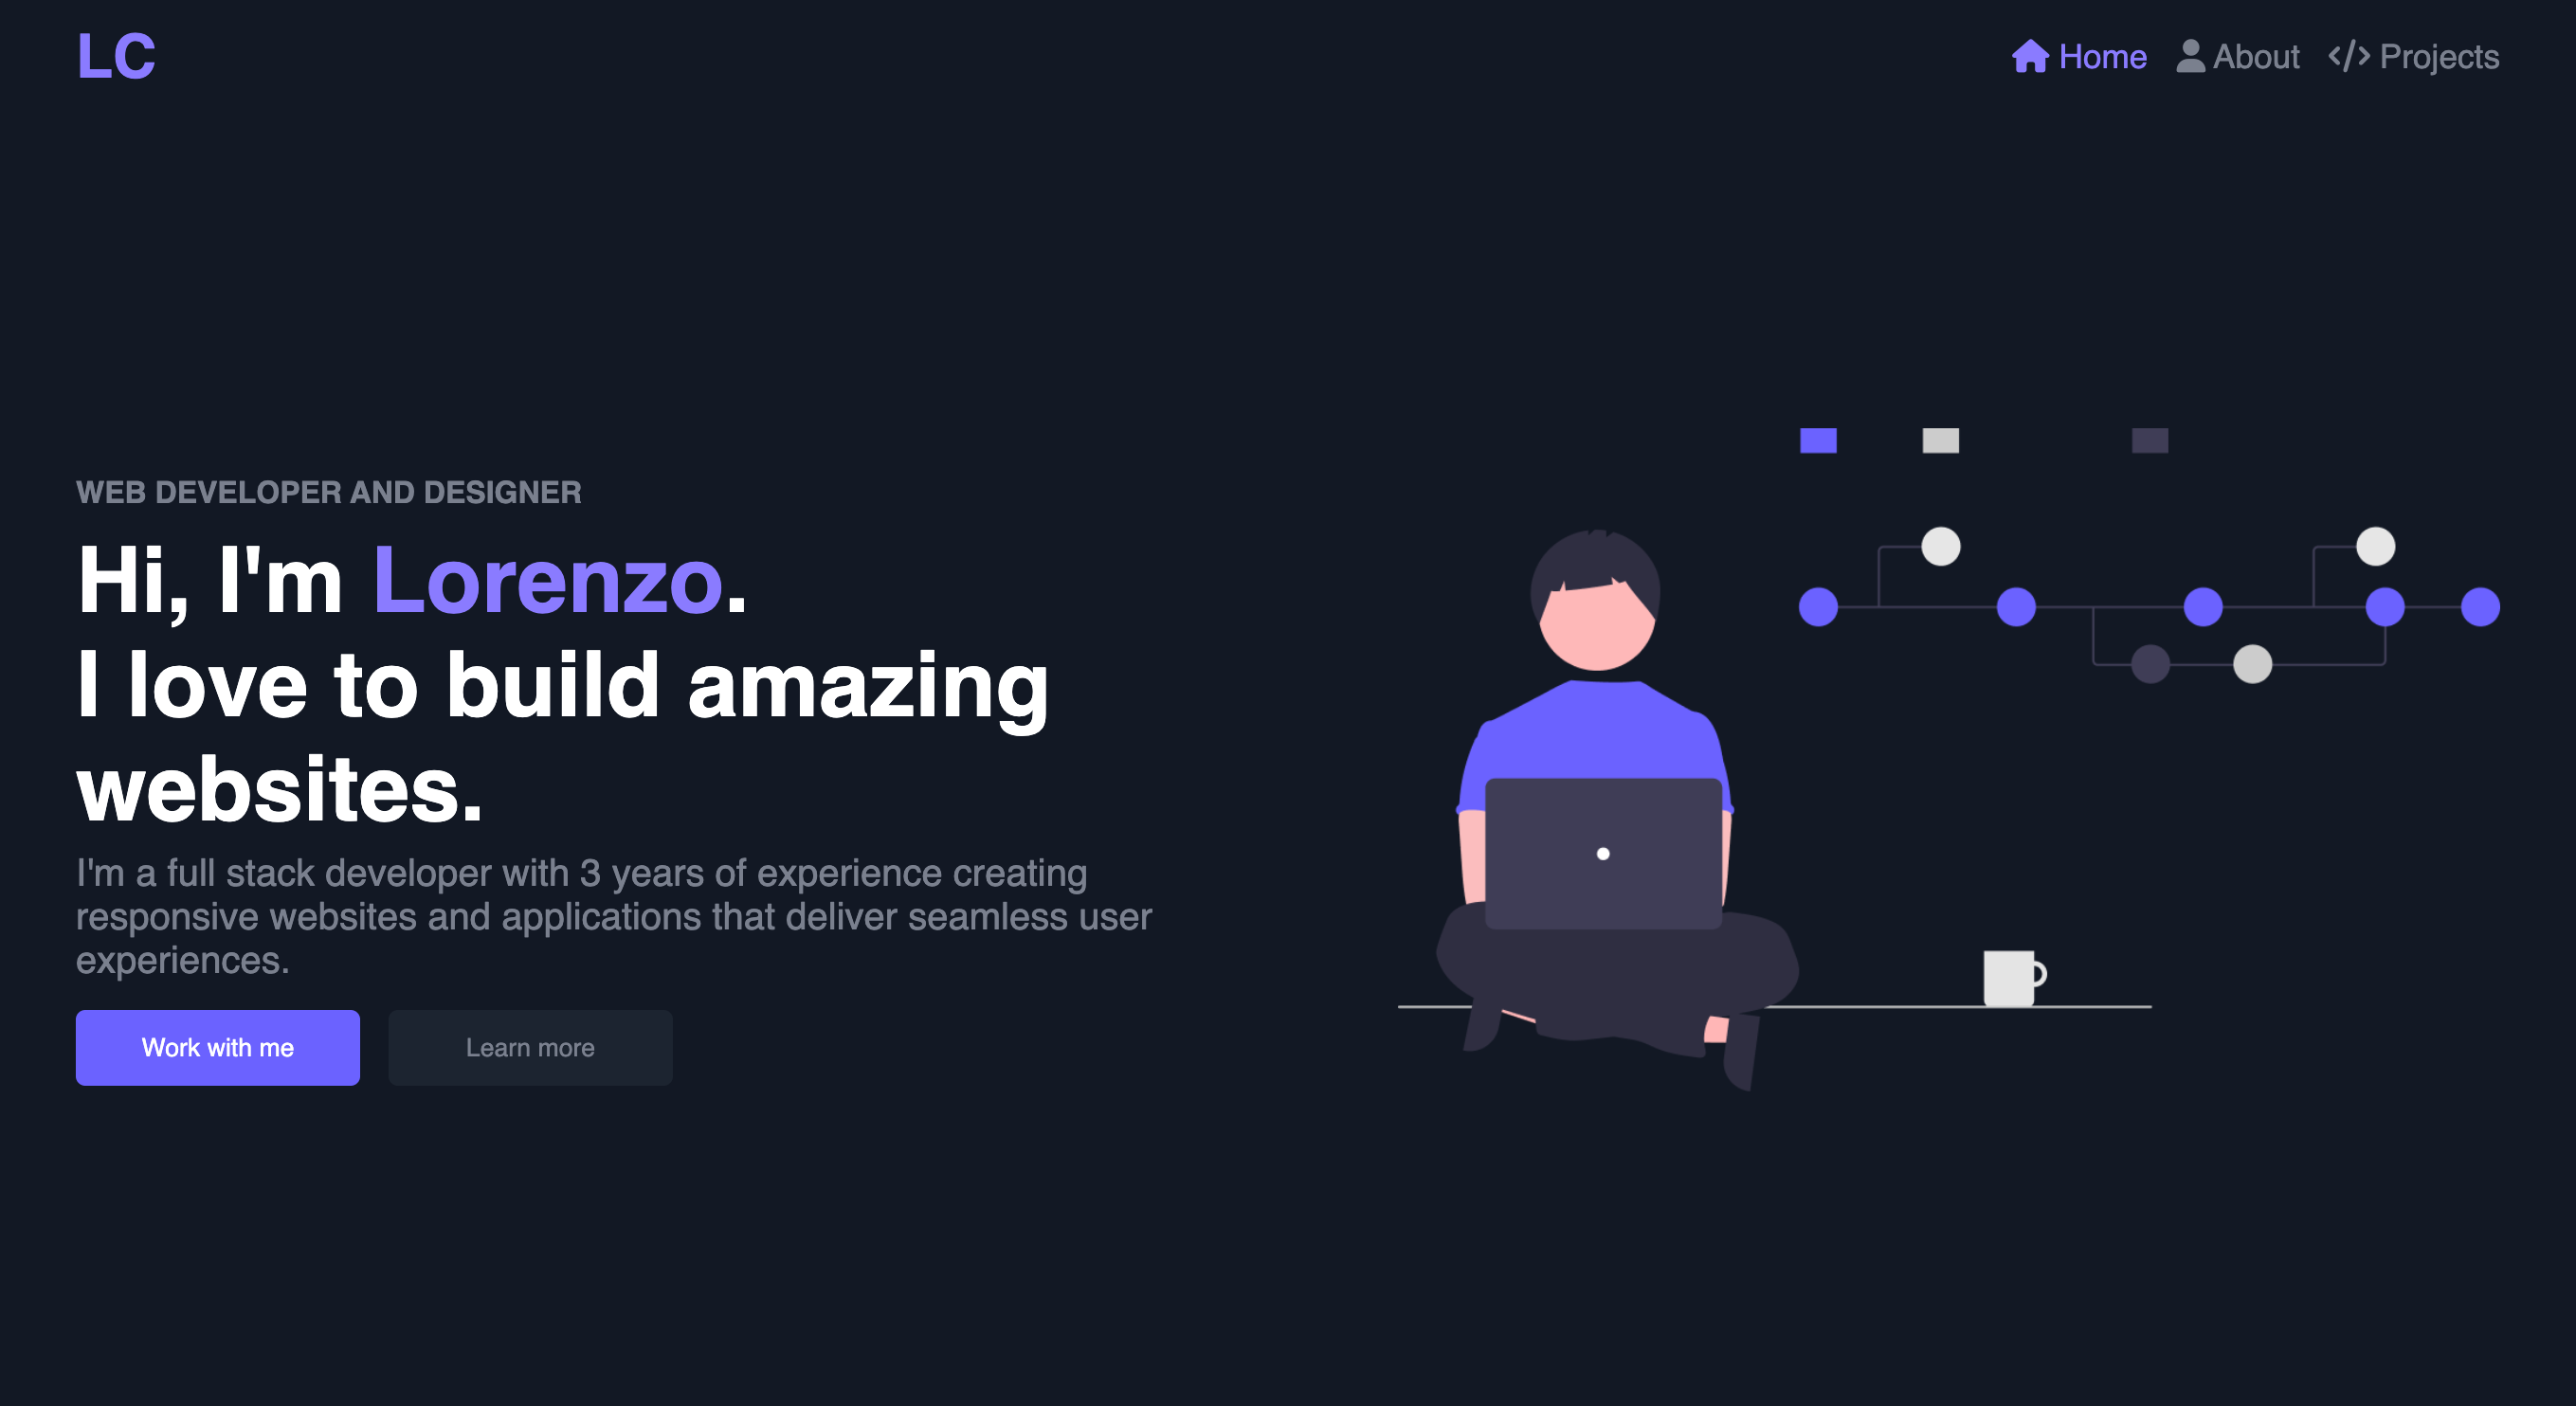 LC
Home About </> Projects
WEB DEVELOPER AND DESIGNER
Hi, I'm Lorenzo.
I love to build amazing
websites.
I'm a full stack developer with 3 years of experience creating
responsive websites and applications that deliver seamless user
experiences.
Work with me
Learn more